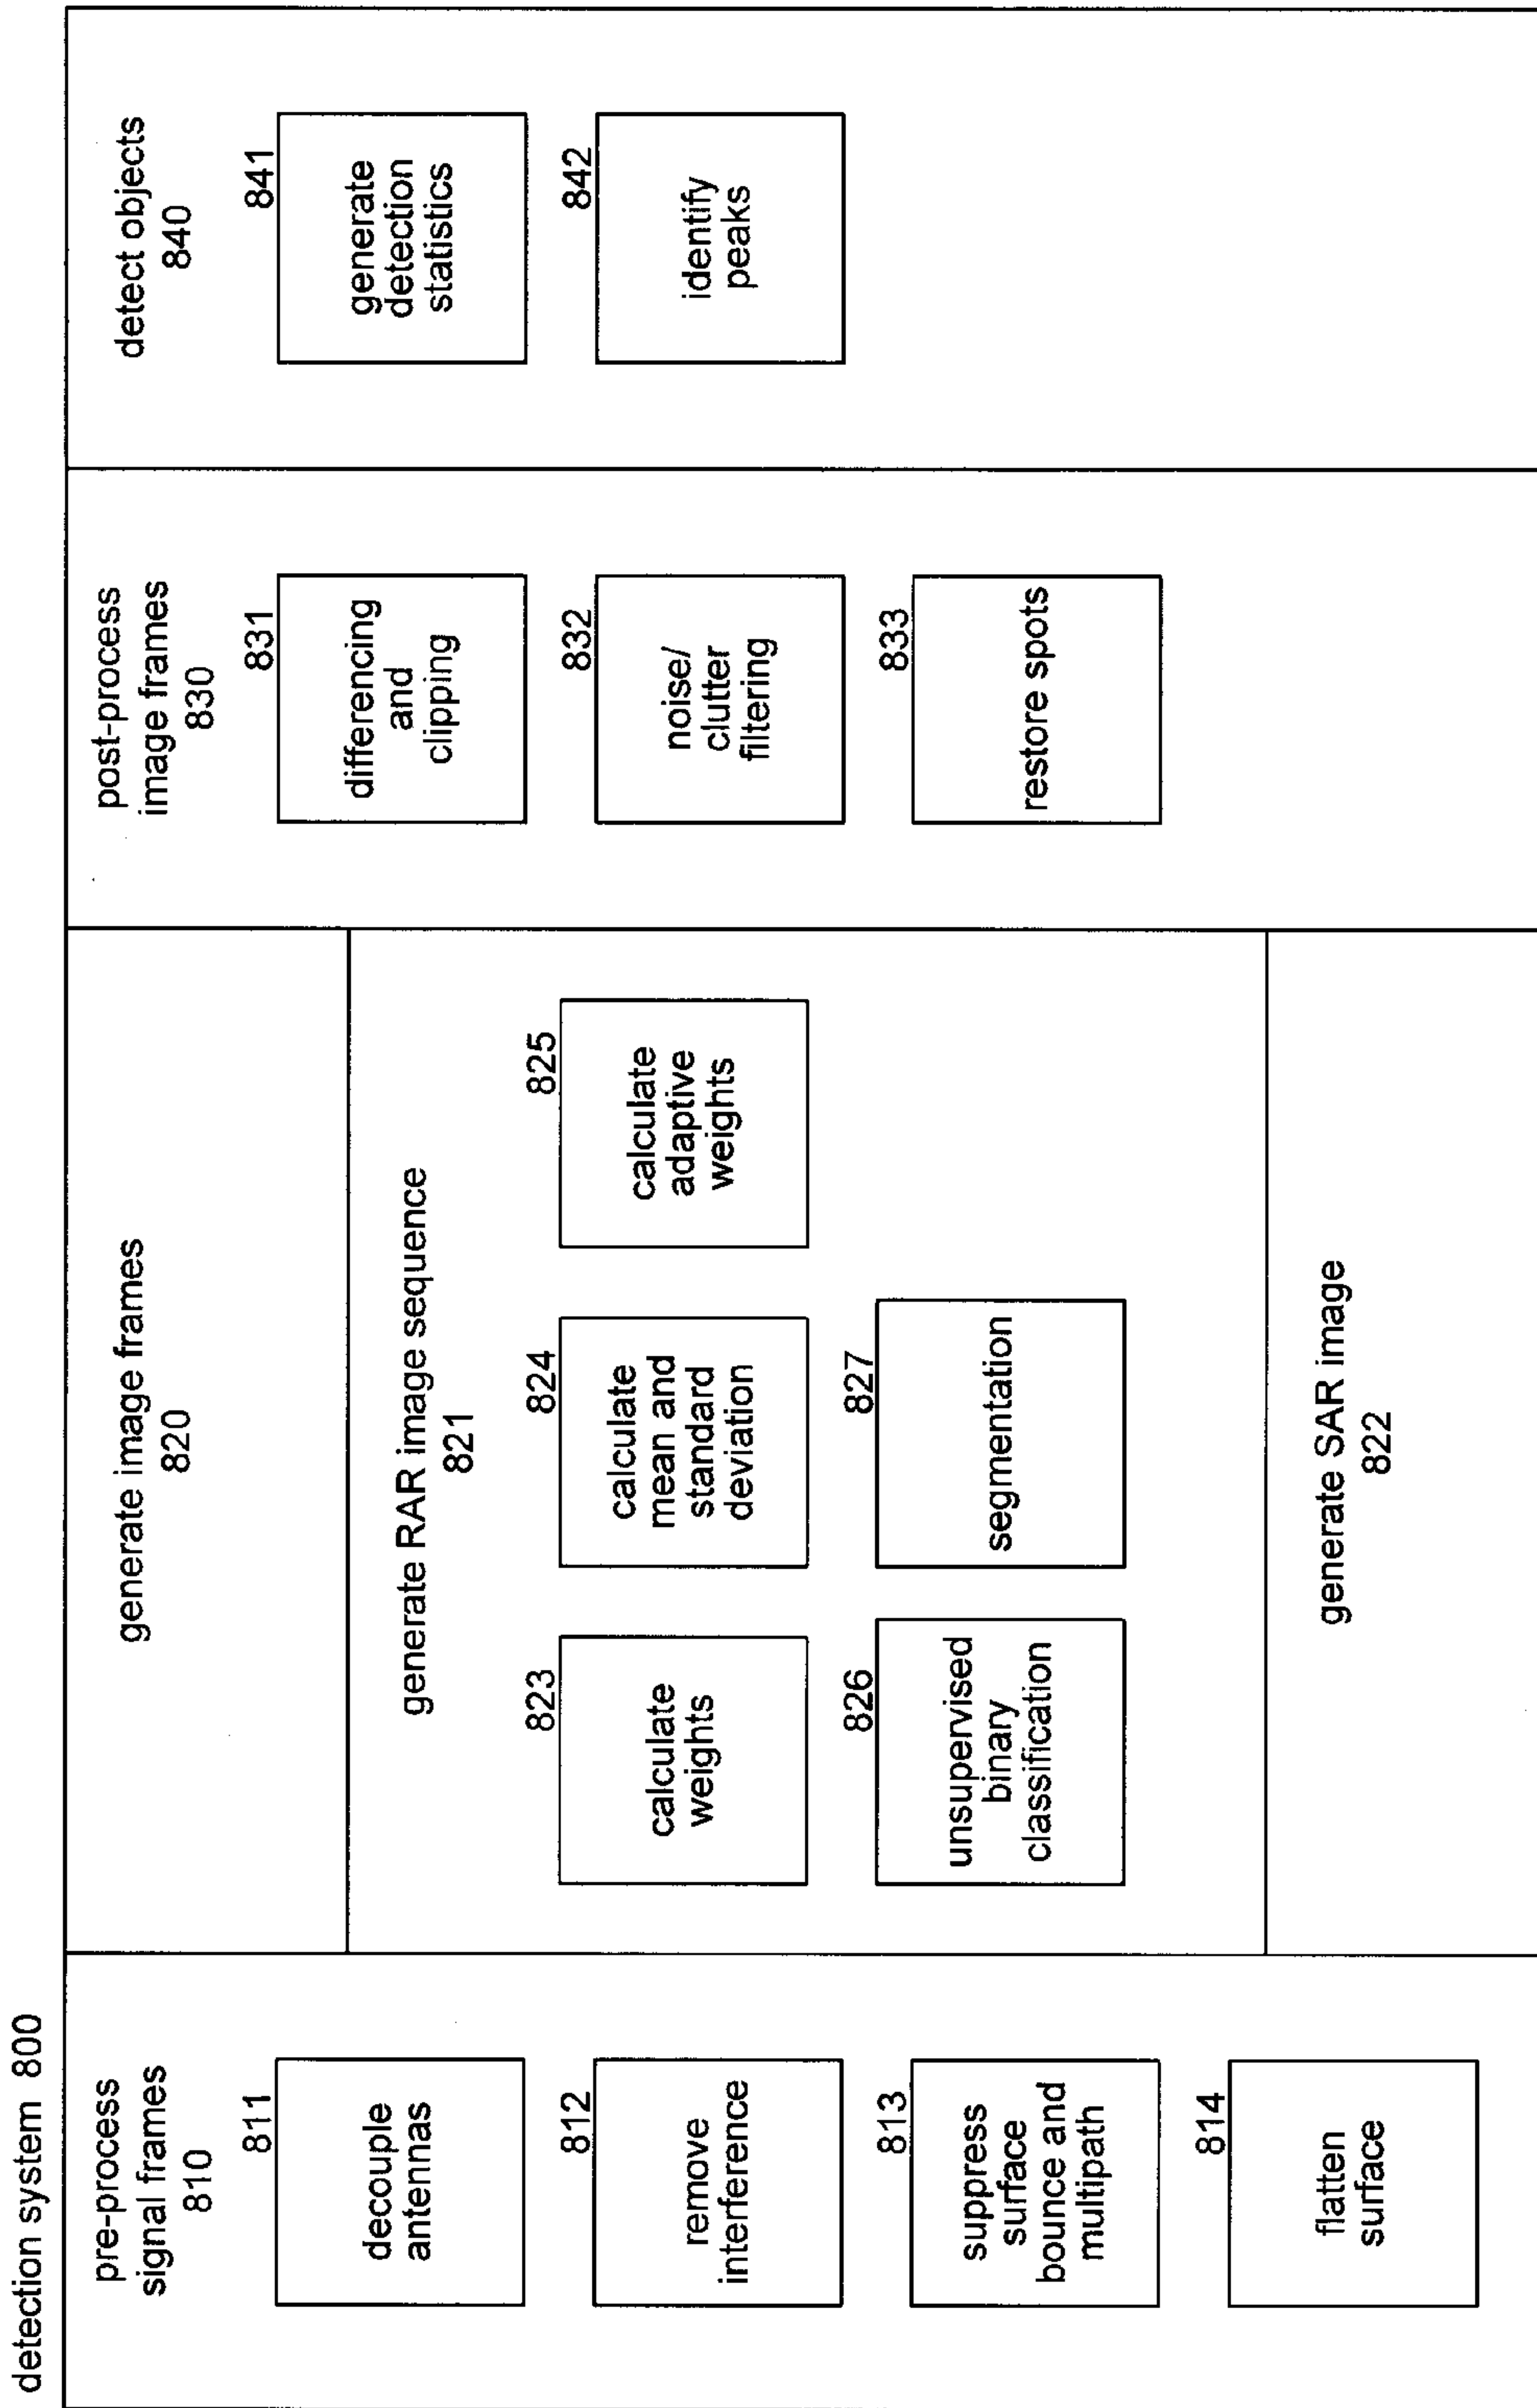 detection system 800
pre-process
signal frames
810
811
decouple
antennas
812
remove
interference
813
suppress
surface
bounce and
multipath
814
flatten
surface
generate image frames
820
generate RAR image sequence
821
823
calculate
weights
824
calculate
mean and
standard
deviation
825
calculate
adaptive
weights
826
unsupervised
binary
classification
827
segmentation
generate SAR image
822
post-process
image frames
830
831
differencing
and
clipping
832
noise/
clutter
filtering
833
restore spots
detect objects
840
841
generate
detection
statistics
842
identify
peaks